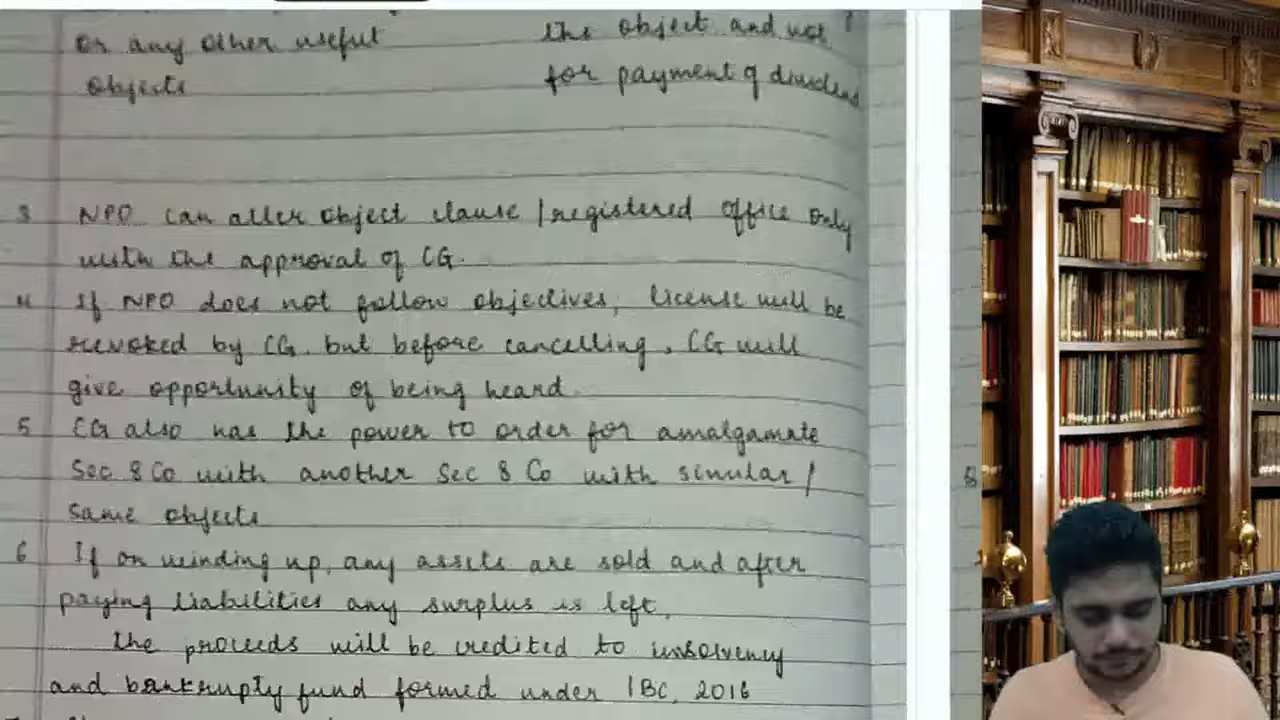 or any other useful
objects
the object and not
for payment of dividend
3 NPO can alter object clause / registered office only
with the approval of CG.
4 If NPO does not follow objectives, license will be
revoked by CG. but before cancelling, CG will
give opportunity of being heard.
5 CG also has the power to order for amalgamate
Sec 8 Co with another Sec 8 Co with similar /
same objects
6 If on winding up, any assets are sold and after
paying liabilities any surplus is left,
the proceeds will be credited to insolvency
and bankruptly fund formed under IBC, 2016